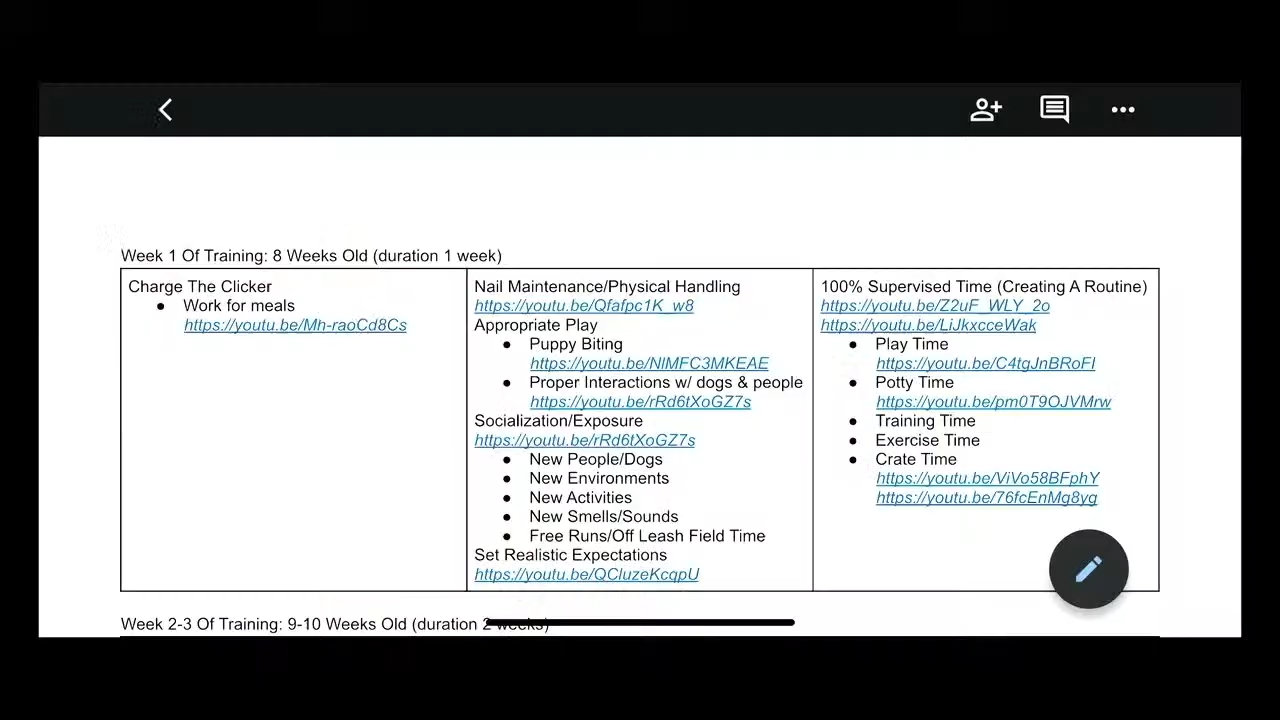 Week 1 Of Training: 8 Weeks Old (duration 1 week)
Charge The Clicker
● Work for meals
https://youtu.be/Mh-raoCd8Cs
Nail Maintenance/Physical Handling
https://youtu.be/Qfafpc1K_w8
Appropriate Play
● Puppy Biting
https://youtu.be/NlMFC3MKEAE
● Proper Interactions w/ dogs & people
https://youtu.be/rRd6tXoGZ7s
Socialization/Exposure
https://youtu.be/rRd6tXoGZ7s
● New People/Dogs
● New Environments
● New Activities
● New Smells/Sounds
● Free Runs/Off Leash Field Time
Set Realistic Expectations
https://youtu.be/QCluzeKcqpU
100% Supervised Time (Creating A Routine)
https://youtu.be/Z2uF_WLY_2o
https://youtu.be/LiJkxcceWak
● Play Time
https://youtu.be/C4tgJnBRoFI
● Potty Time
https://youtu.be/pm0T9OJVMrw
● Training Time
● Exercise Time
● Crate Time
https://youtu.be/ViVo58BFphY
https://youtu.be/76fcEnMg8yg
Week 2-3 Of Training: 9-10 Weeks Old (duration 2 weeks)